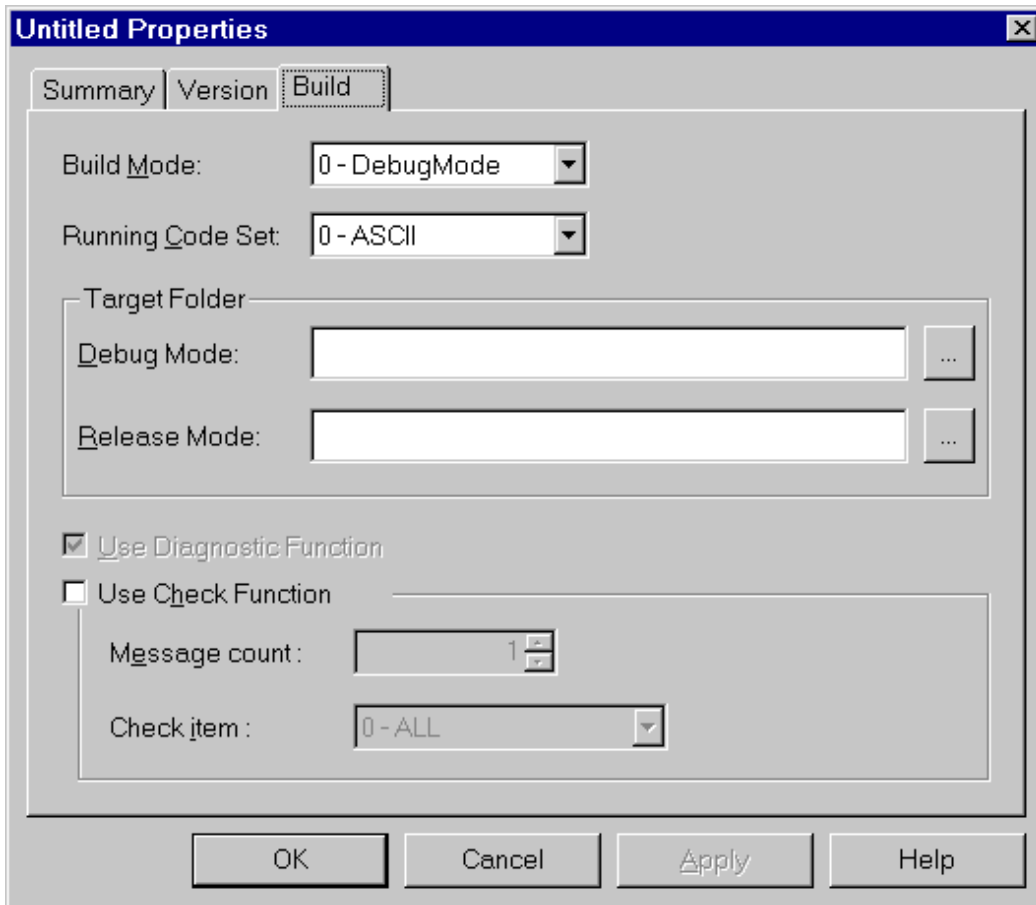 Untitled Properties
Summary Version Build
Build Mode: 0 - DebugMode
Running Code Set: 0 - ASCII
Target Folder
Debug Mode: ...
Release Mode: ...
Use Diagnostic Function
Use Check Function
Message count : 1
Check item : 0 - ALL
OK Cancel Apply Help